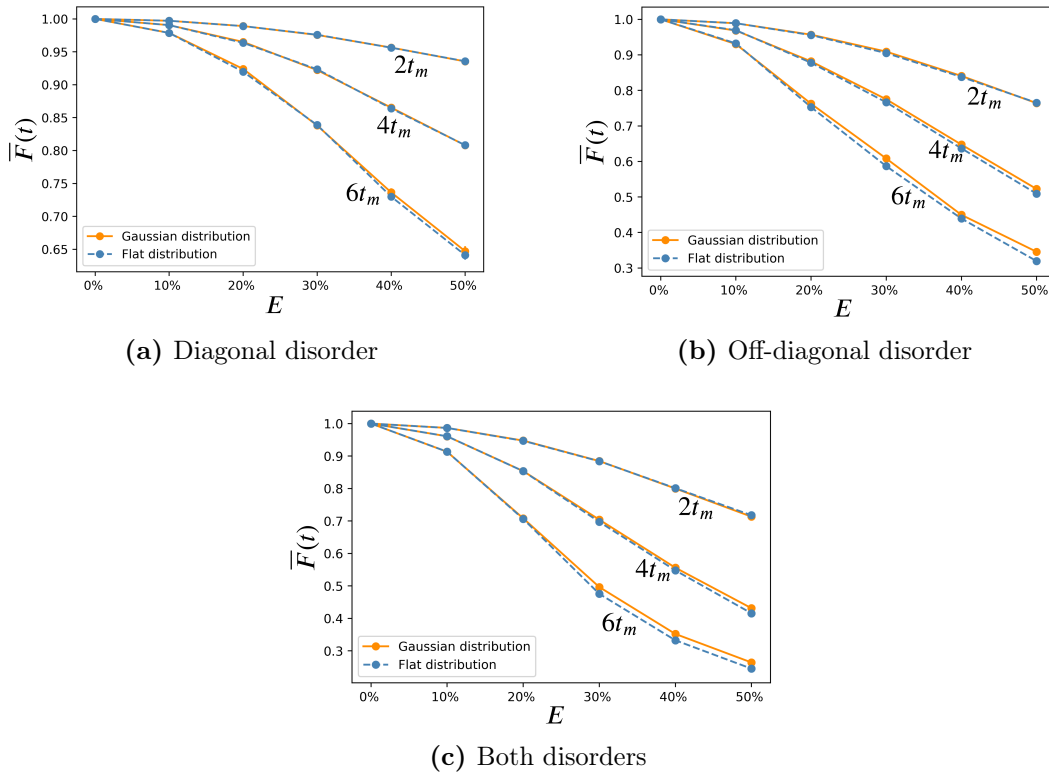 1.00
0.95
0.90
0.85
0.80
0.75
0.70
0.65
F(t)
2t_m
4t_m
6t_m
Gaussian distribution
Flat distribution
0% 10% 20% 30% 40% 50%
E
(a) Diagonal disorder
1.0
0.9
0.8
0.7
0.6
0.5
0.4
0.3
F(t)
2t_m
4t_m
6t_m
Gaussian distribution
Flat distribution
0% 10% 20% 30% 40% 50%
E
(b) Off-diagonal disorder
1.0
0.9
0.8
0.7
0.6
0.5
0.4
0.3
F(t)
2t_m
4t_m
6t_m
Gaussian distribution
Flat distribution
0% 10% 20% 30% 40% 50%
E
(c) Both disorders